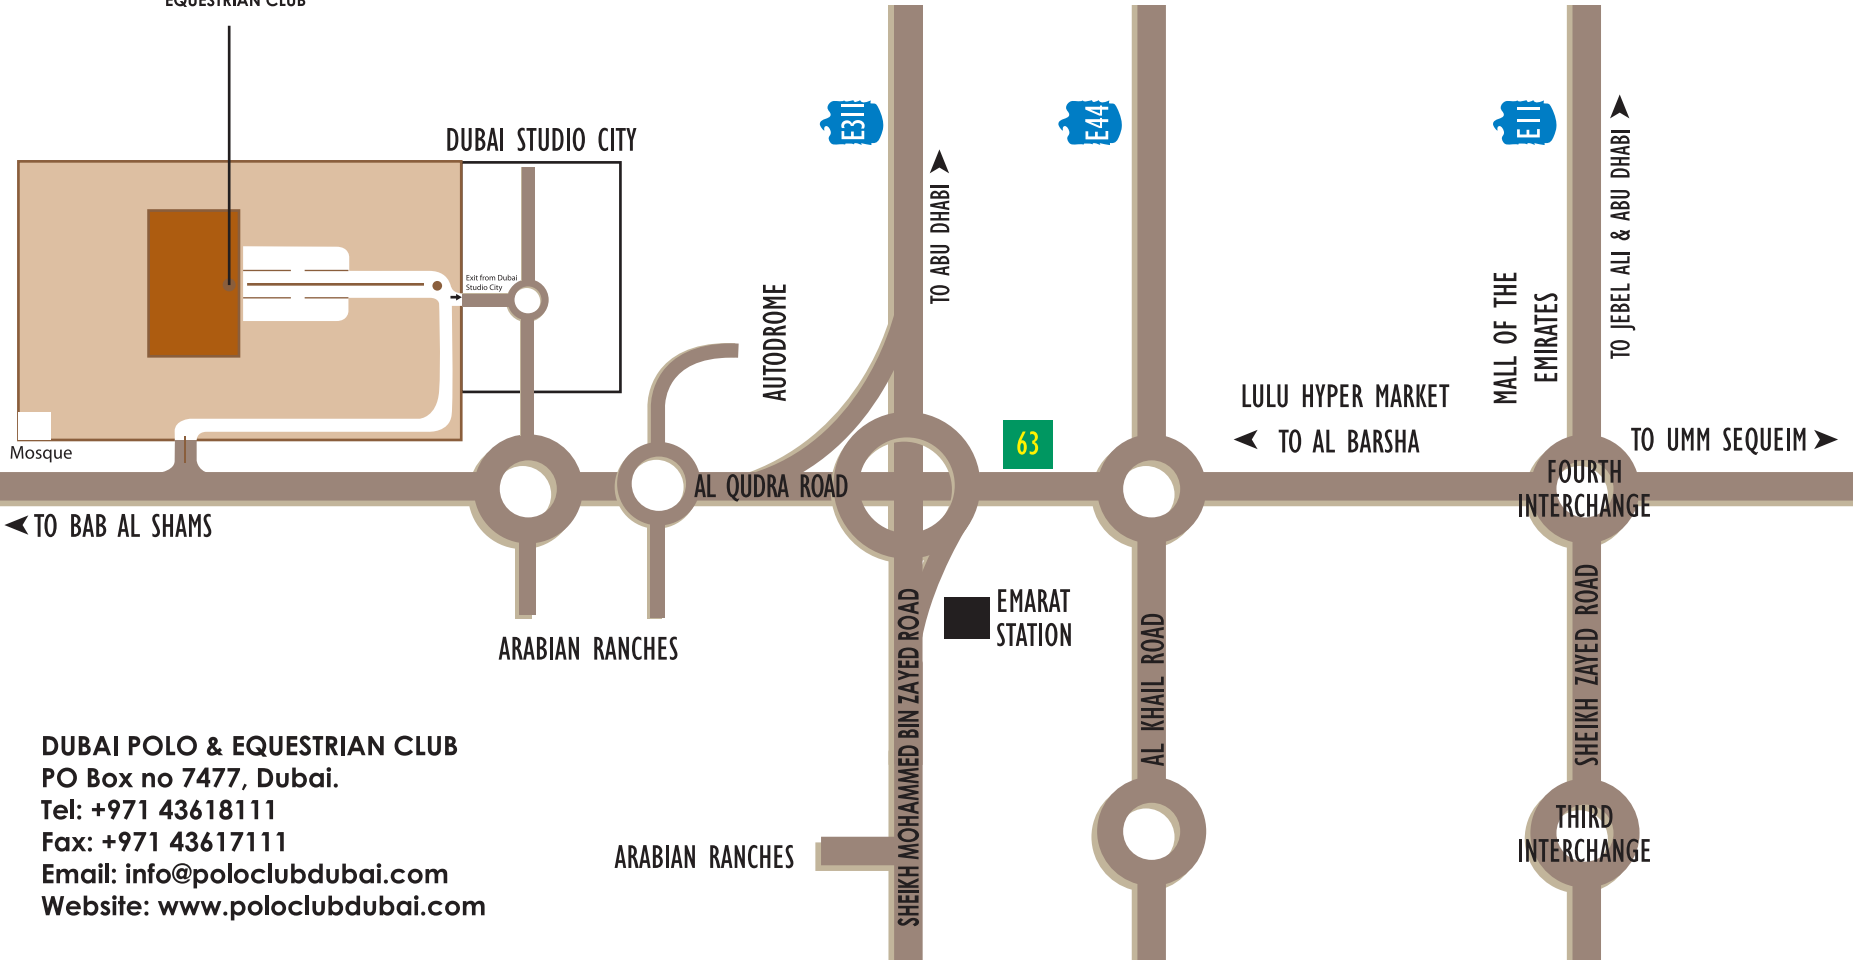 EQUESTRIAN CLUB
DUBAI STUDIO CITY
E311
E44
E11
TO ABU DHABI
TO JEBEL ALI & ABU DHABI
Exit from Dubai
Studio City
AUTODROME
MALL OF THE
EMIRATES
LULU HYPER MARKET
TO AL BARSHA
TO UMM SEQUEIM
63
Mosque
AL QUDRA ROAD
FOURTH
INTERCHANGE
TO BAB AL SHAMS
EMARAT
STATION
ARABIAN RANCHES
SHEIKH MOHAMMED BIN ZAYED ROAD
AL KHAIL ROAD
SHEIKH ZAYED ROAD
THIRD
INTERCHANGE
ARABIAN RANCHES
DUBAI POLO & EQUESTRIAN CLUB
PO Box no 7477, Dubai.
Tel: +971 43618111
Fax: +971 43617111
Email: info@poloclubdubai.com
Website: www.poloclubdubai.com